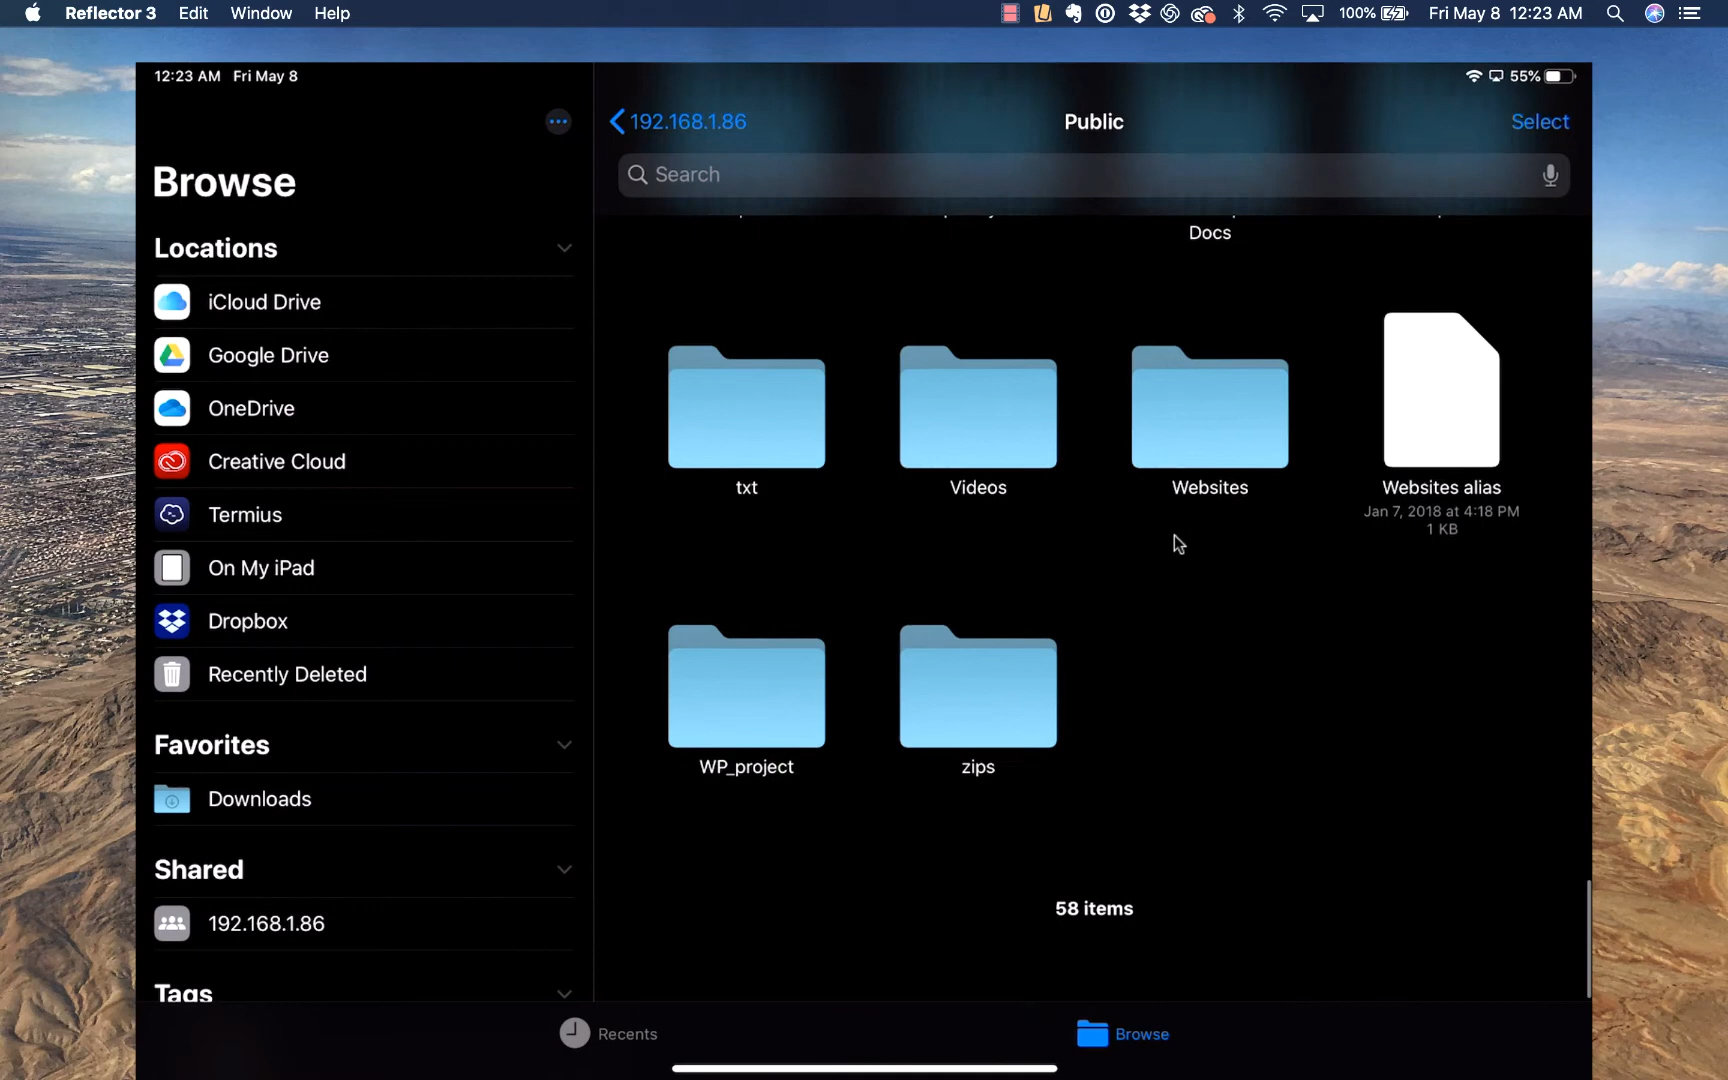 Reflector 3 Edit Window Help
100% Fri May 8 12:23 AM
12:23 AM Fri May 8
55%
192.168.1.86
Public
Select
Search
Browse
Locations
iCloud Drive
Google Drive
OneDrive
Creative Cloud
Termius
On My iPad
Dropbox
Recently Deleted
Favorites
Downloads
Shared
192.168.1.86
Tags
Docs
txt
Videos
Websites
Websites alias
Jan 7, 2018 at 4:18 PM
1 KB
WP_project
zips
58 items
Recents
Browse